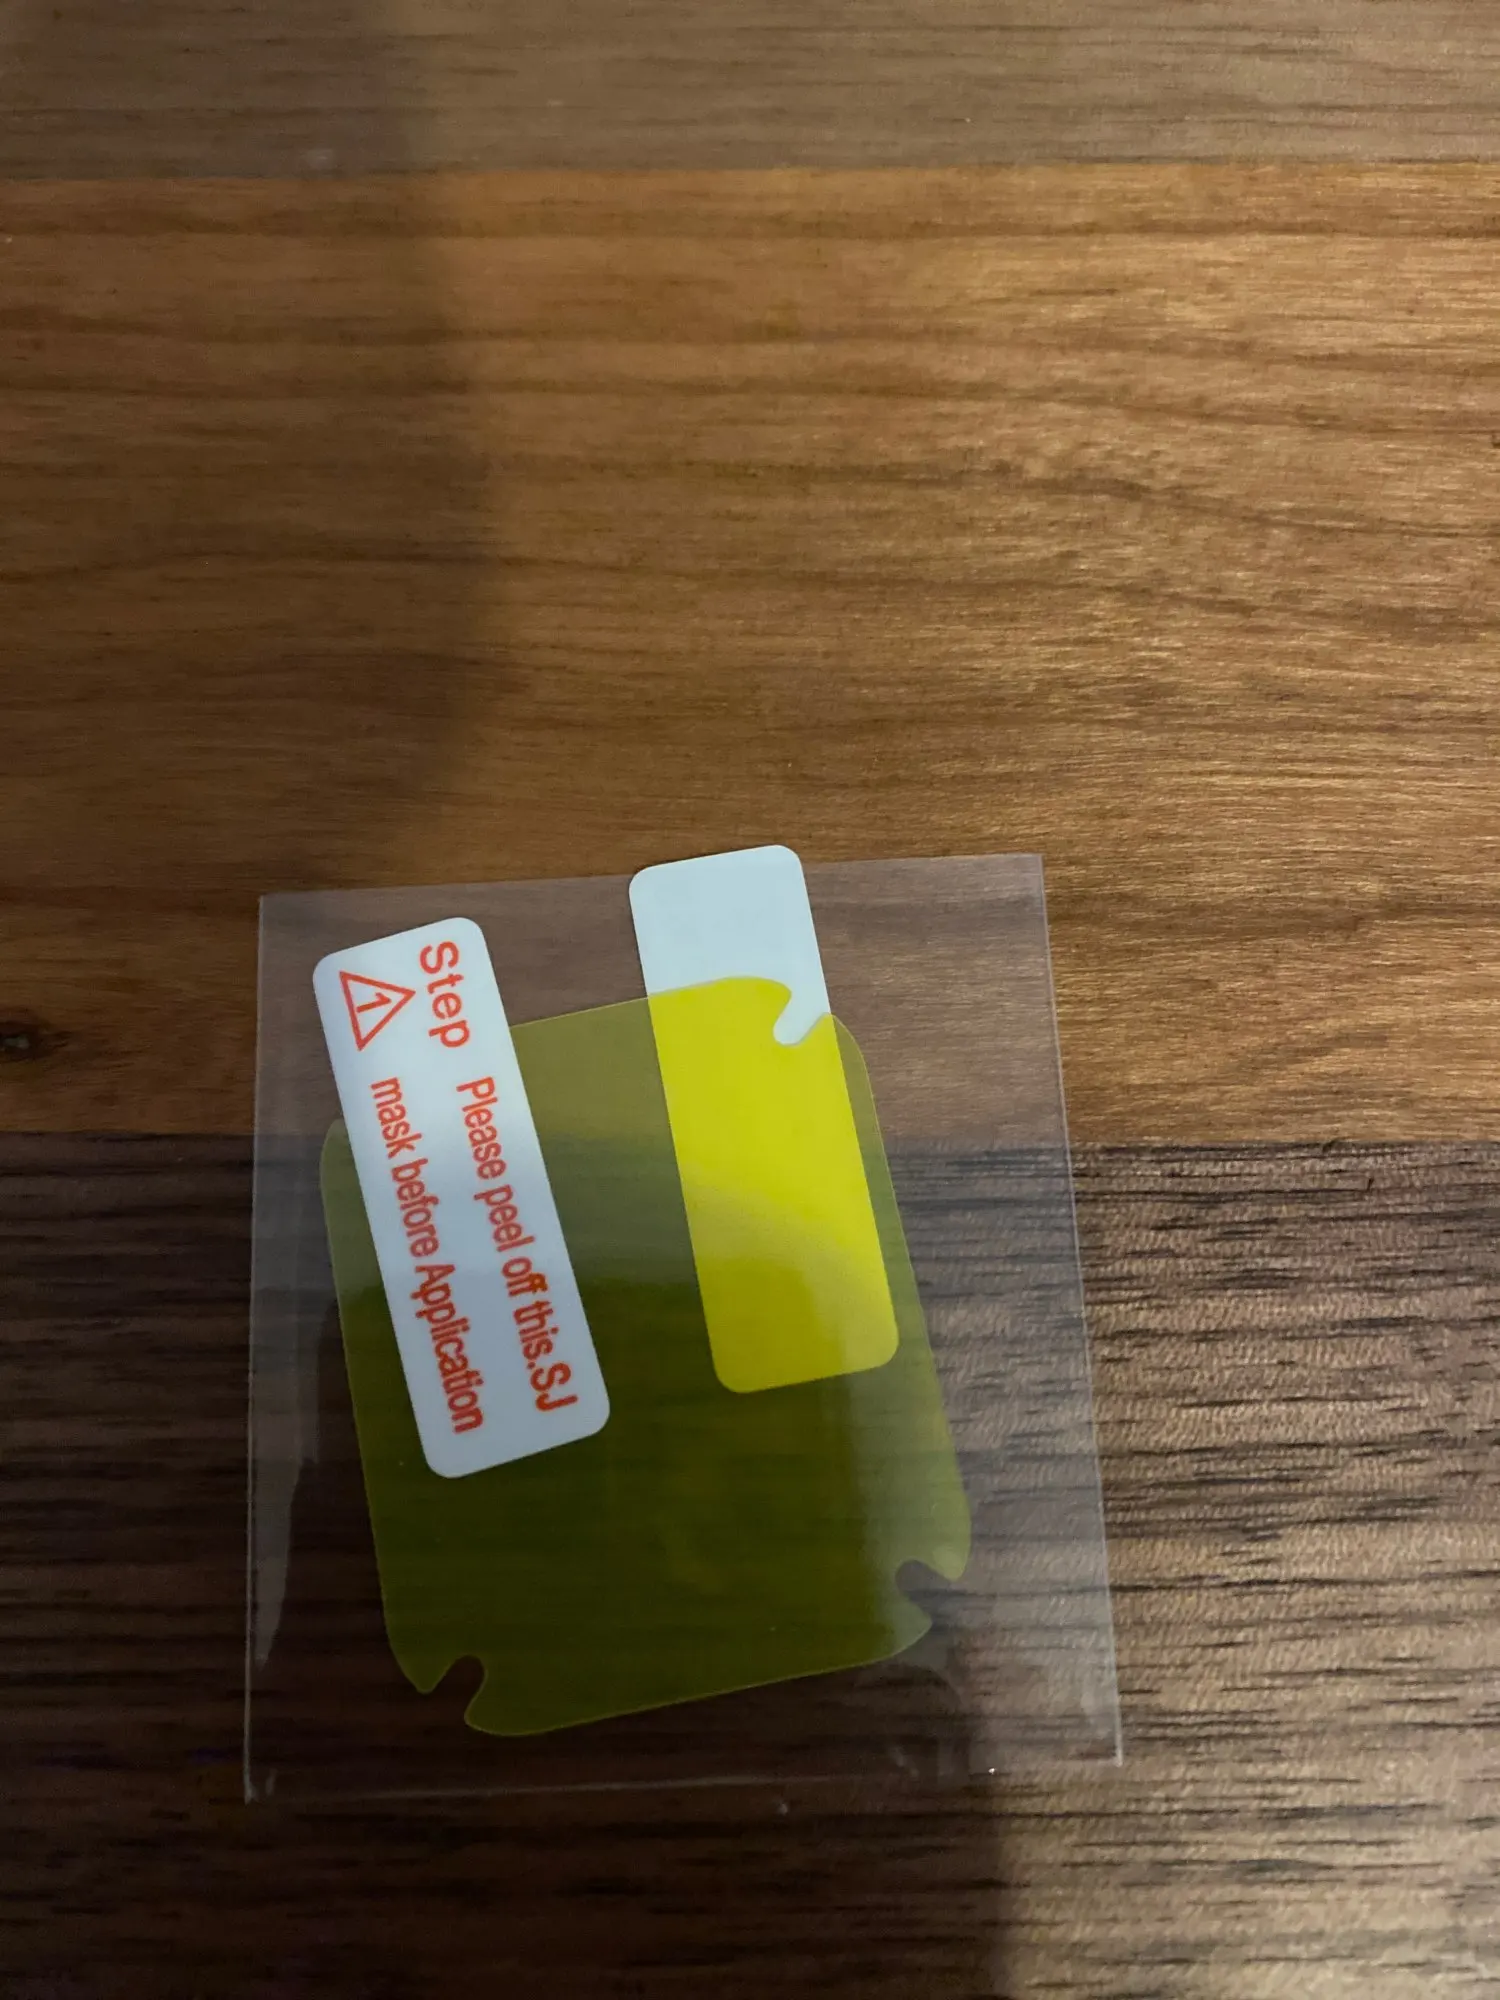 Step
1
Please peel off this.SJ
mask before Application